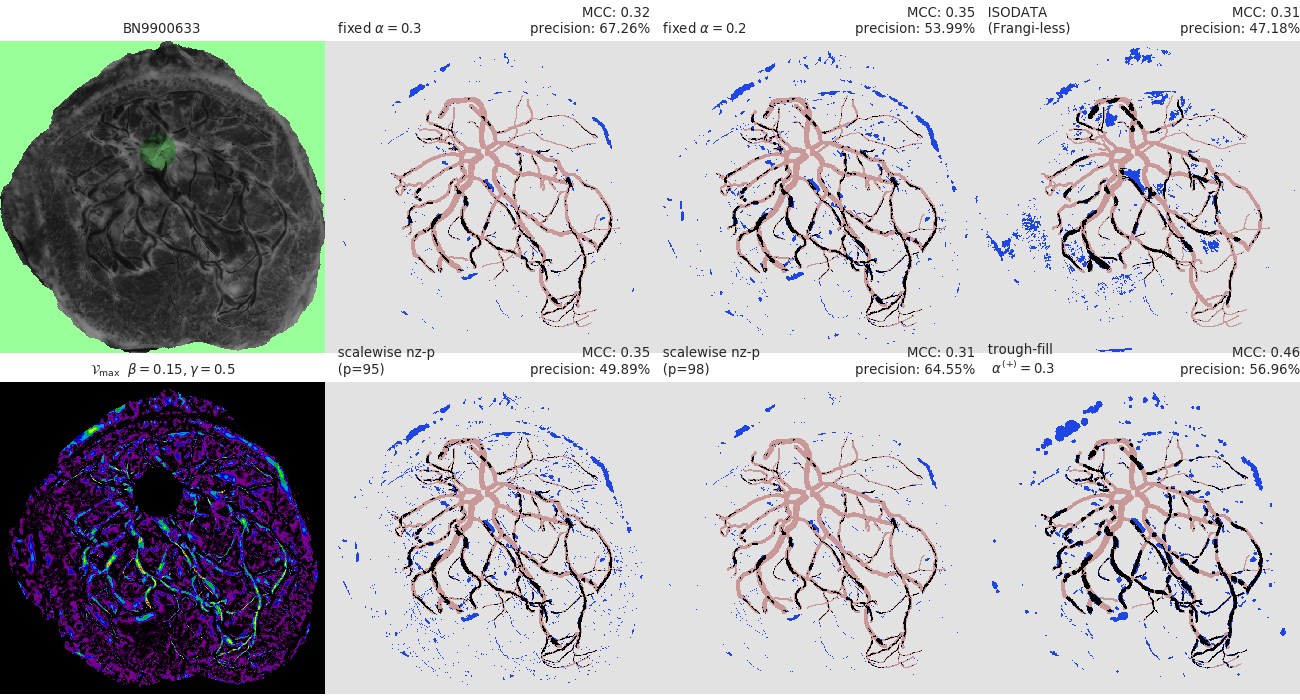 BN9900633
fixed α = 0.3
MCC: 0.32
precision: 67.26%
fixed α = 0.2
MCC: 0.35
precision: 53.99%
ISODATA
(Frangi-less)
MCC: 0.31
precision: 47.18%
𝒱max β = 0.15, γ = 0.5
scalewise nz-p
(p=95)
MCC: 0.35
precision: 49.89%
scalewise nz-p
(p=98)
MCC: 0.31
precision: 64.55%
trough-fill
α(+) = 0.3
MCC: 0.46
precision: 56.96%